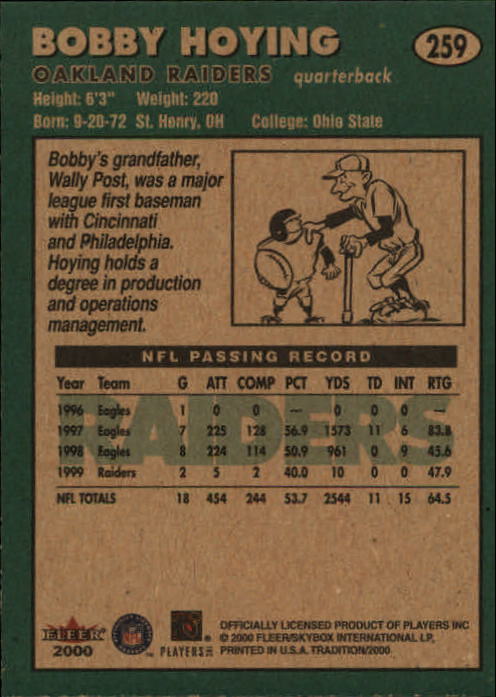 BOBBY HOYING
259
OAKLAND RAIDERS quarterback
Height: 6'3" Weight: 220
Born: 9-20-72 St. Henry, OH College: Ohio State
Bobby's grandfather,
Wally Post, was a major
league first baseman
with Cincinnati
and Philadelphia.
Hoying holds a
degree in production
and operations
management.
NFL PASSING RECORD
Year Team G ATT COMP PCT YDS TD INT RTG
1996 Eagles 1 0 0 — 0 0 0 —
1997 Eagles 7 225 128 56.9 1573 11 6 83.8
1998 Eagles 8 224 114 50.9 961 0 9 45.6
1999 Raiders 2 5 2 40.0 10 0 0 47.9
NFL TOTALS 18 454 244 53.7 2544 11 15 64.5
RAIDERS
FLEER
2000
NFL
PLAYERS INC
OFFICIALLY LICENSED PRODUCT OF PLAYERS INC
© 2000 FLEER/SKYBOX INTERNATIONAL LP,
PRINTED IN U.S.A. TRADITION/2000